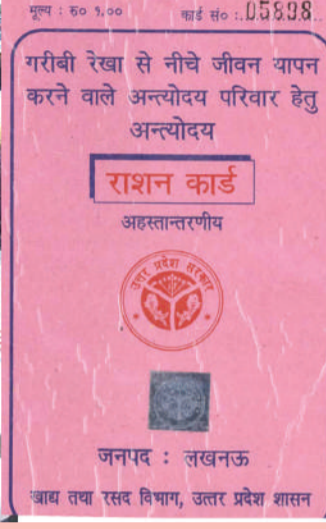 मूल्य : रु० १.०० कार्ड सं० : 05898
गरीबी रेखा से नीचे जीवन यापन
करने वाले अन्त्योदय परिवार हेतु
अन्त्योदय
राशन कार्ड
अहस्तान्तरणीय
उत्तर प्रदेश सरकार
जनपद : लखनऊ
खाद्य तथा रसद विभाग, उत्तर प्रदेश शासन